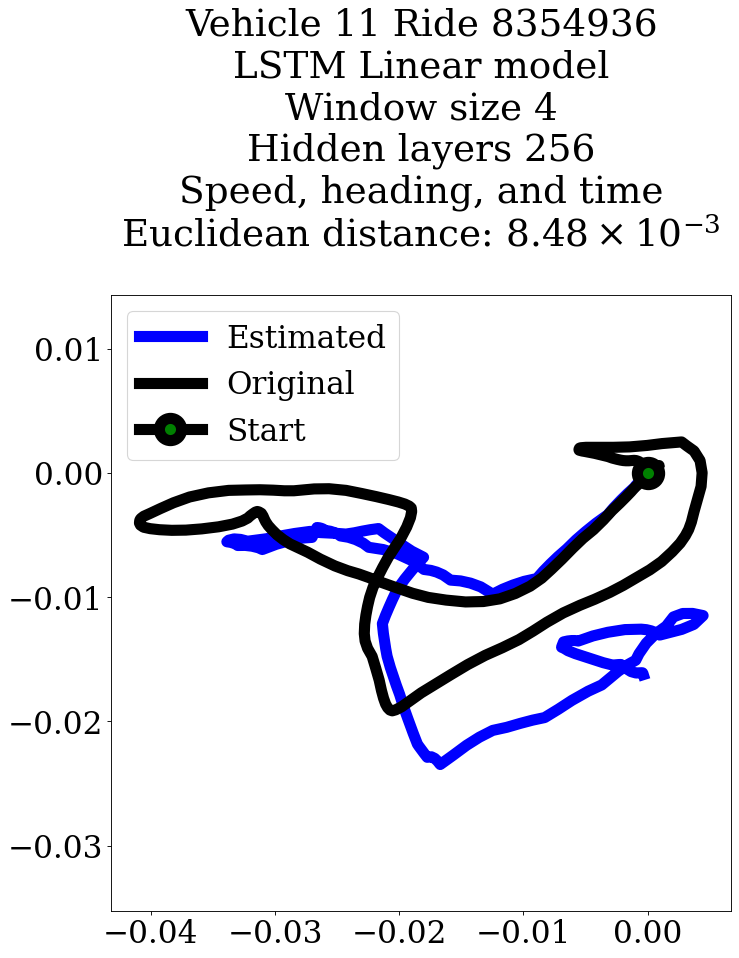 Vehicle 11 Ride 8354936
LSTM Linear model
Window size 4
Hidden layers 256
Speed, heading, and time
Euclidean distance: 8.48 × 10⁻³
Estimated
Original
Start
0.01
0.00
−0.01
−0.02
−0.03
−0.04 −0.03 −0.02 −0.01 0.00